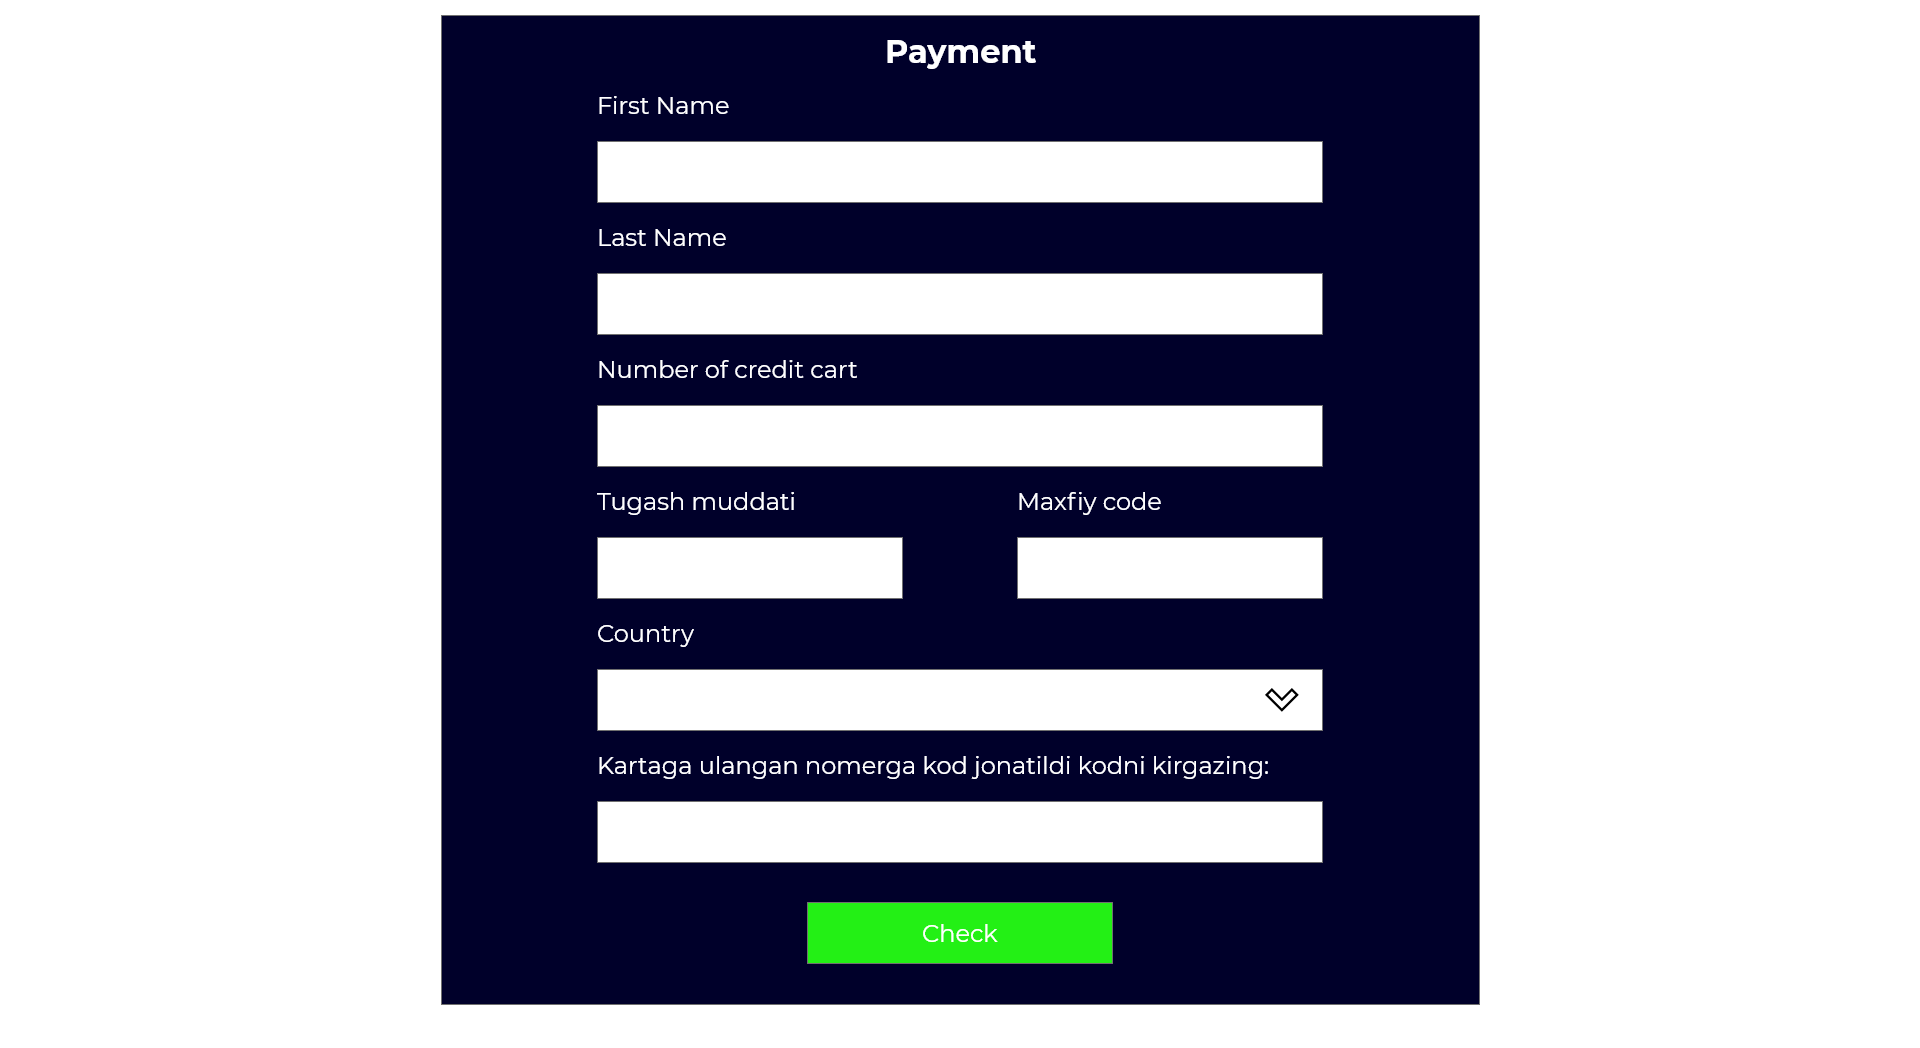 Payment
First Name
Last Name
Number of credit cart
Tugash muddati
Maxfiy code
Country
Kartaga ulangan nomerga kod jonatildi kodni kirgazing:
Check